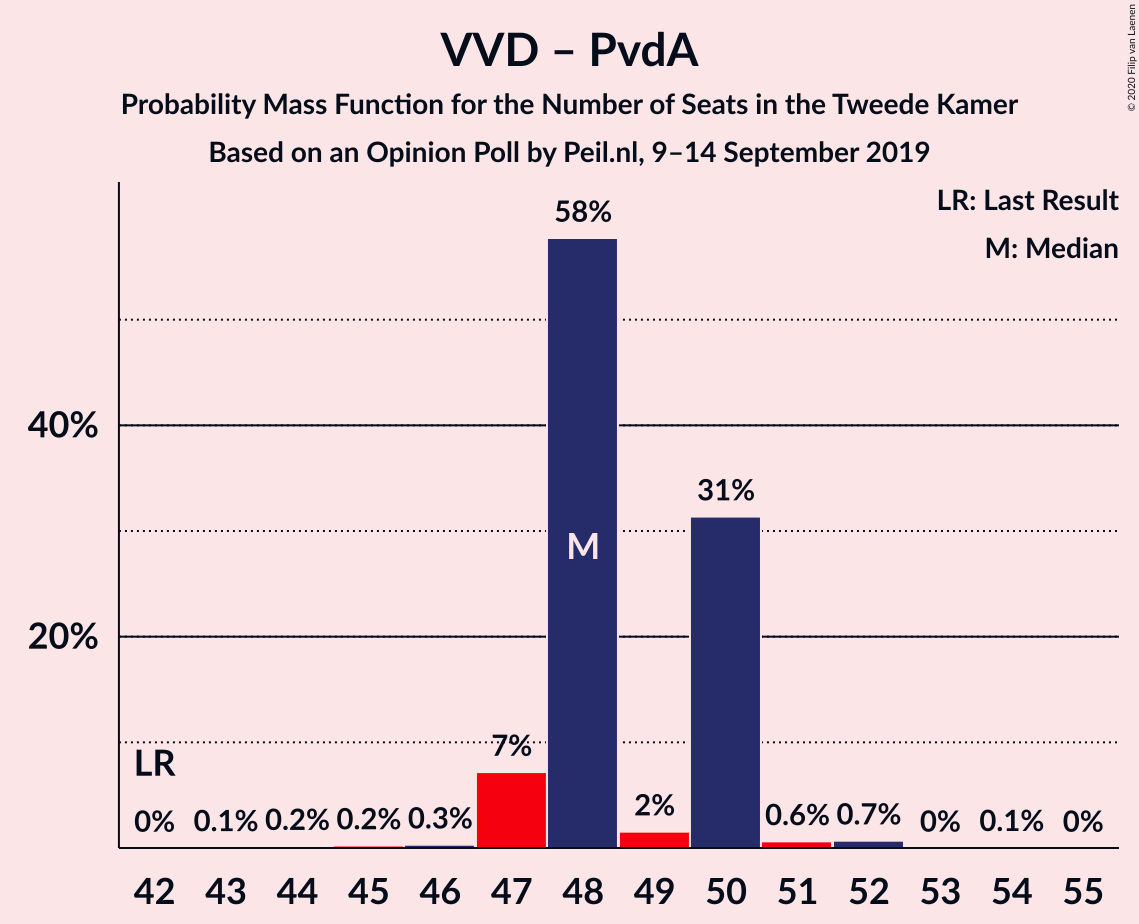 VVD – PvdA
Probability Mass Function for the Number of Seats in the Tweede Kamer
Based on an Opinion Poll by Peil.nl, 9–14 September 2019
© 2020 Filip van Laenen
LR: Last Result
M: Median
58%
40%
31%
M
20%
7%
LR
0% 0.1% 0.2% 0.2% 0.3% 2% 0.6% 0.7% 0% 0.1% 0%
42 43 44 45 46 47 48 49 50 51 52 53 54 55